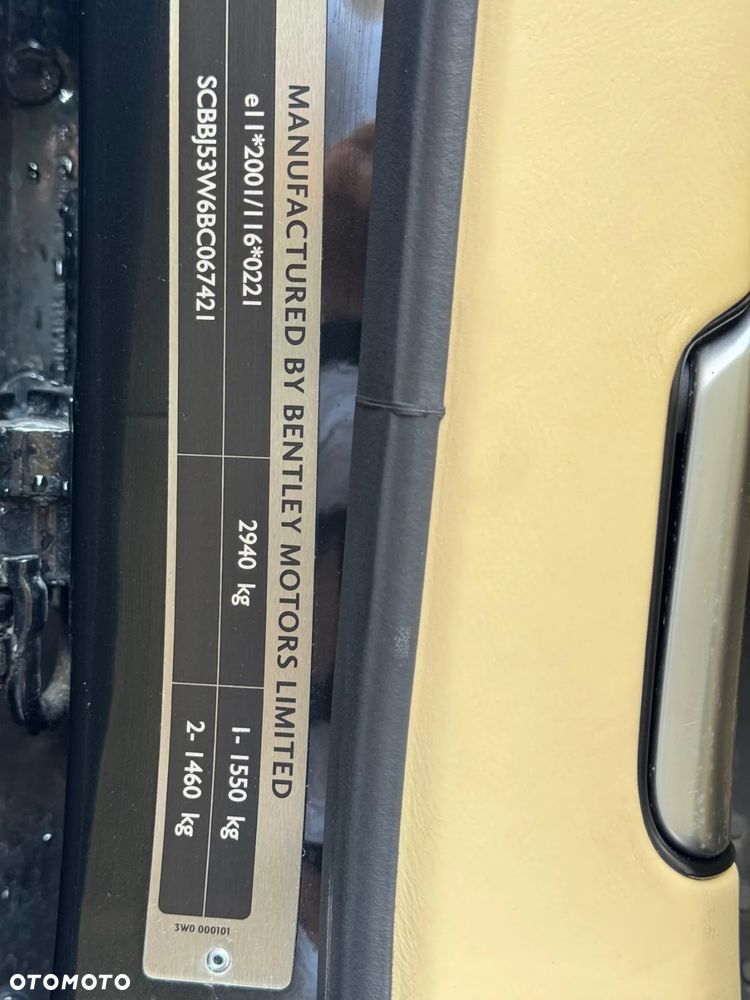 MANUFACTURED BY BENTLEY MOTORS LIMITED
e11*2001/116*0221
2940 kg
1- 1550 kg
SCBBJ53W6BC067421
2- 1460 kg
3W0 000101
OTOMOTO